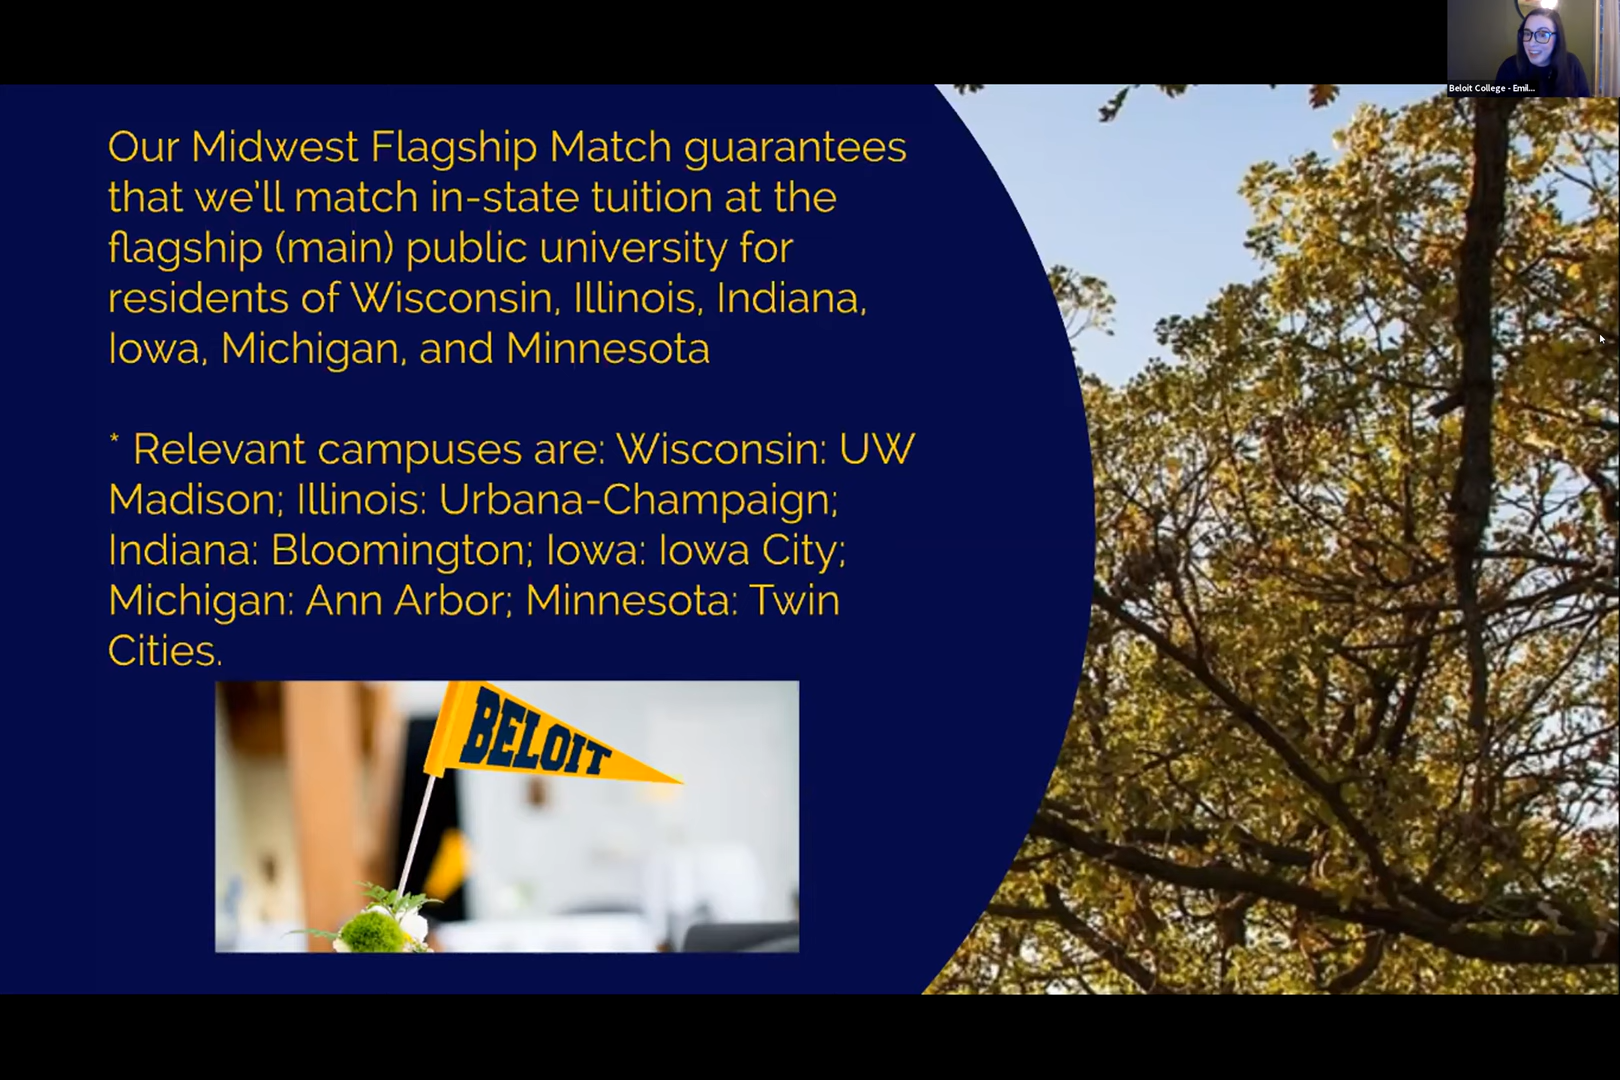 Beloit College - Emil...
Our Midwest Flagship Match guarantees
that we'll match in-state tuition at the
flagship (main) public university for
residents of Wisconsin, Illinois, Indiana,
Iowa, Michigan, and Minnesota
* Relevant campuses are: Wisconsin: UW
Madison; Illinois: Urbana-Champaign;
Indiana: Bloomington; Iowa: Iowa City;
Michigan: Ann Arbor; Minnesota: Twin
Cities.
BELOIT